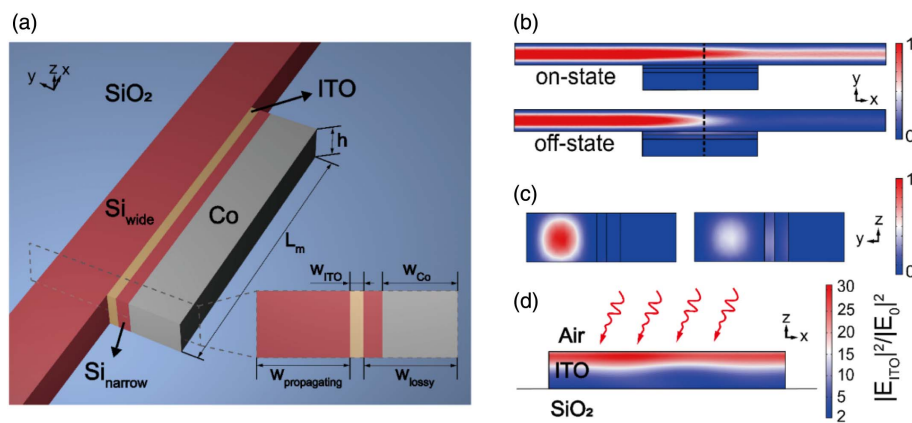 (a)
y z x
SiO₂
ITO
h
Si_wide
Co
L_m
w_ITO
w_Co
Si_narrow
w_propagating
w_lossy
(b)
1
on-state
y
x
off-state
0
(c)
1
z
y
0
(d)
30
Air
z
x
25
20
ITO
15
10
5
SiO₂
2
|E_ITO|²/|E₀|²